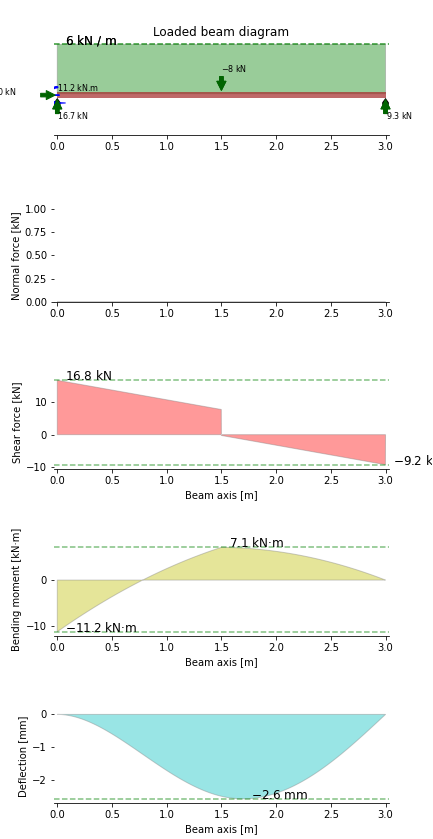 Loaded beam diagram
6 kN / m
−8 kN
0 kN
11.2 kN.m
16.7 kN
9.3 kN
0.0 0.5 1.0 1.5 2.0 2.5 3.0
Normal force [kN]
1.00
0.75
0.50
0.25
0.00
0.0 0.5 1.0 1.5 2.0 2.5 3.0
Shear force [kN]
16.8 kN
10
0
−10
−9.2 k
0.0 0.5 1.0 1.5 2.0 2.5 3.0
Beam axis [m]
Bending moment [kN·m]
7.1 kN·m
0
−10
−11.2 kN·m
0.0 0.5 1.0 1.5 2.0 2.5 3.0
Beam axis [m]
Deflection [mm]
0
−1
−2
−2.6 mm
0.0 0.5 1.0 1.5 2.0 2.5 3.0
Beam axis [m]